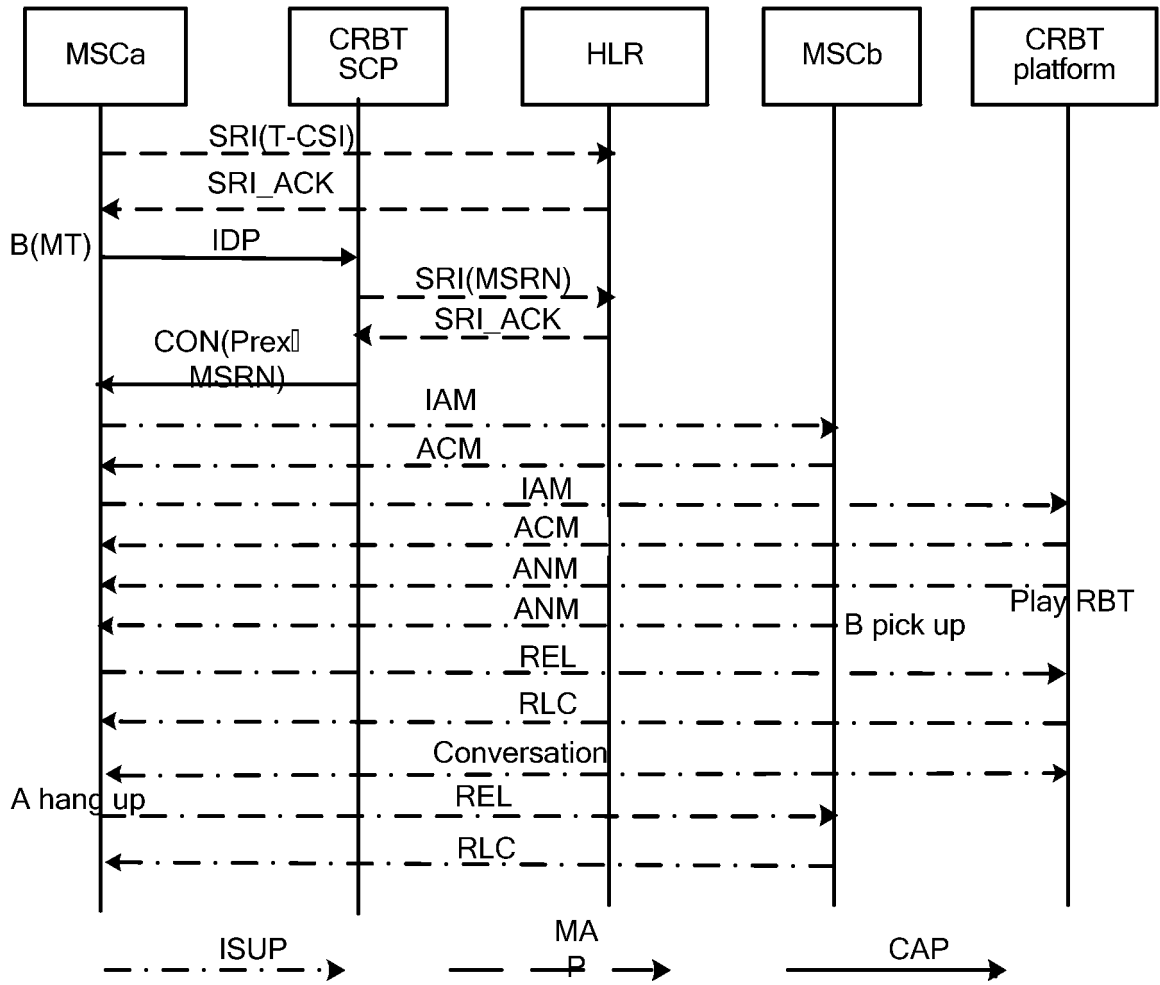 MSCa
CRBT
SCP
HLR
MSCb
CRBT
platform
SRI(T-CSI)
SRI_ACK
B(MT)
IDP
SRI(MSRN)
SRI_ACK
CON(Prex
MSRN)
IAM
ACM
IAM
ACM
ANM
Play RBT
ANM
B pick up
REL
RLC
Conversation
A hang up
REL
RLC
ISUP
MA
P
CAP